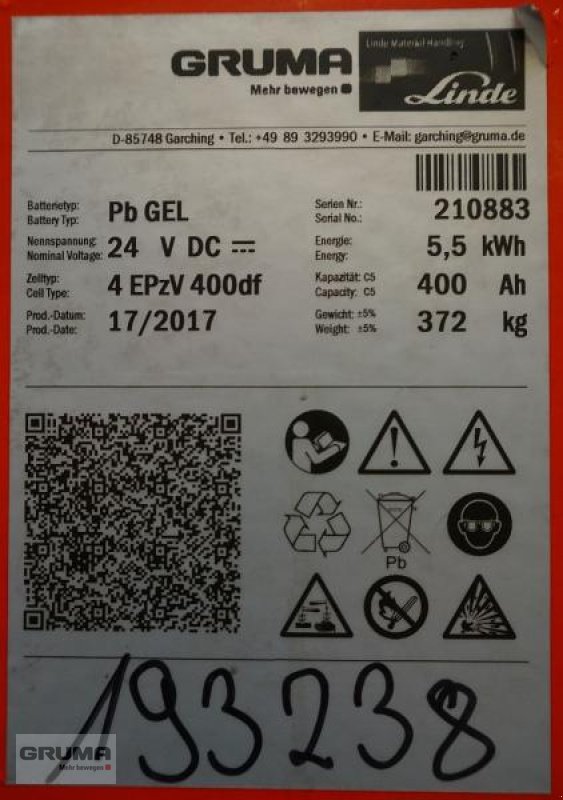 GRUMA
Mehr bewegen
Linde Material Handling
Linde
D-85748 Garching • Tel.: +49 89 3293990 • E-Mail: garching@gruma.de
Batterietyp: Pb GEL Serien Nr.: 210883
Battery Typ: Serial No.:
Nennspannung: 24 V DC Energie: 5,5 kWh
Nominal Voltage: Energy:
Zelltyp: 4 EPzV 400df Kapazität: C5 400 Ah
Cell Type: Capacity: C5
Prod.-Datum: 17/2017 Gewicht: ±5% 372 kg
Prod.-Date: Weight: ±5%
Pb
193238
GRUMA
Mehr bewegen